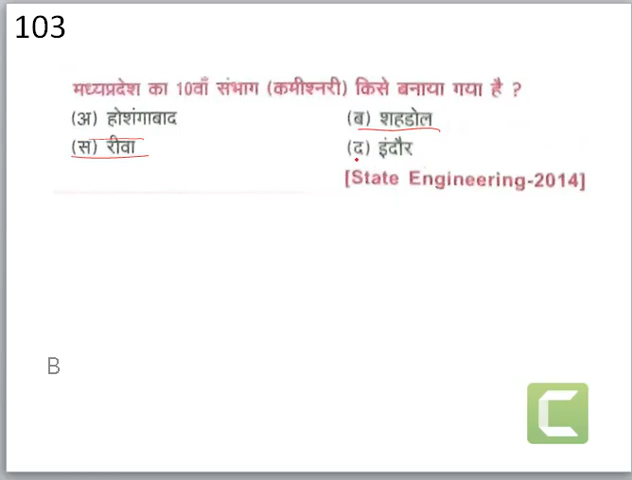 103
मध्यप्रदेश का 10वाँ संभाग (कमीश्नरी) किसे बनाया गया है ?
(अ) होशंगाबाद (ब) शहडोल
(स) रीवा (द) इंदौर
[State Engineering-2014]
B